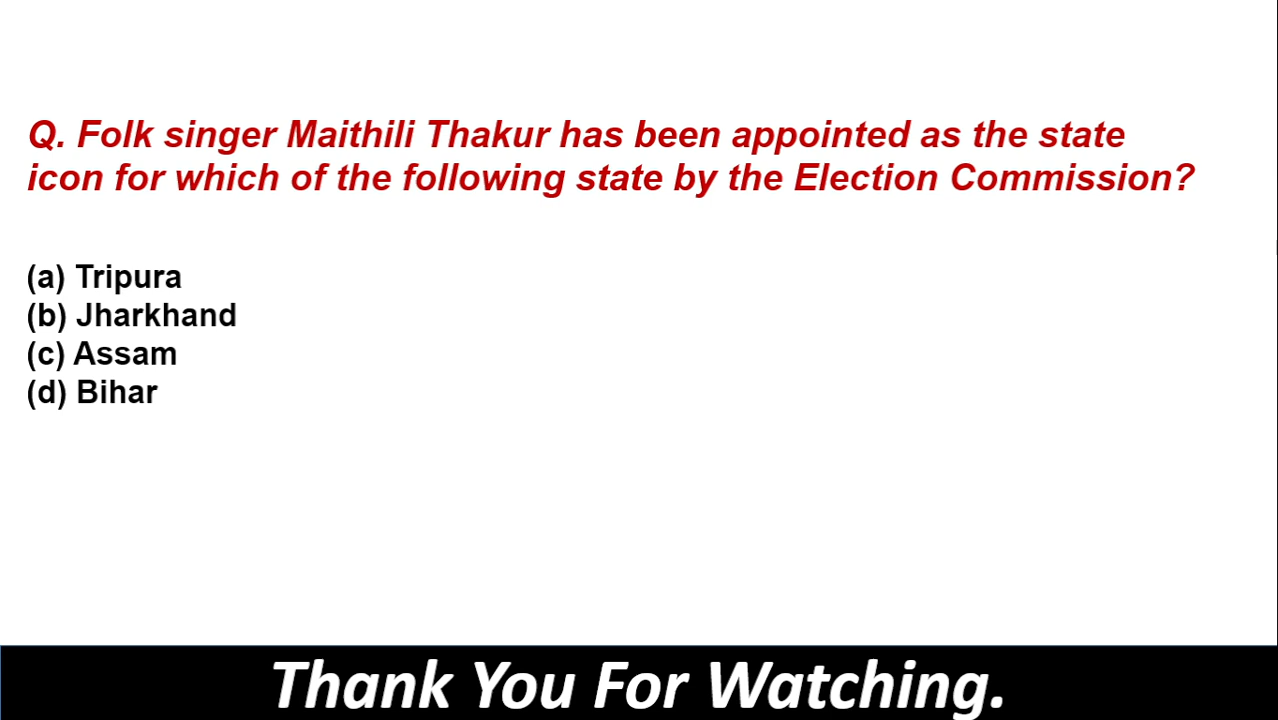 Q. Folk singer Maithili Thakur has been appointed as the state
icon for which of the following state by the Election Commission?
(a) Tripura
(b) Jharkhand
(c) Assam
(d) Bihar
Thank You For Watching.